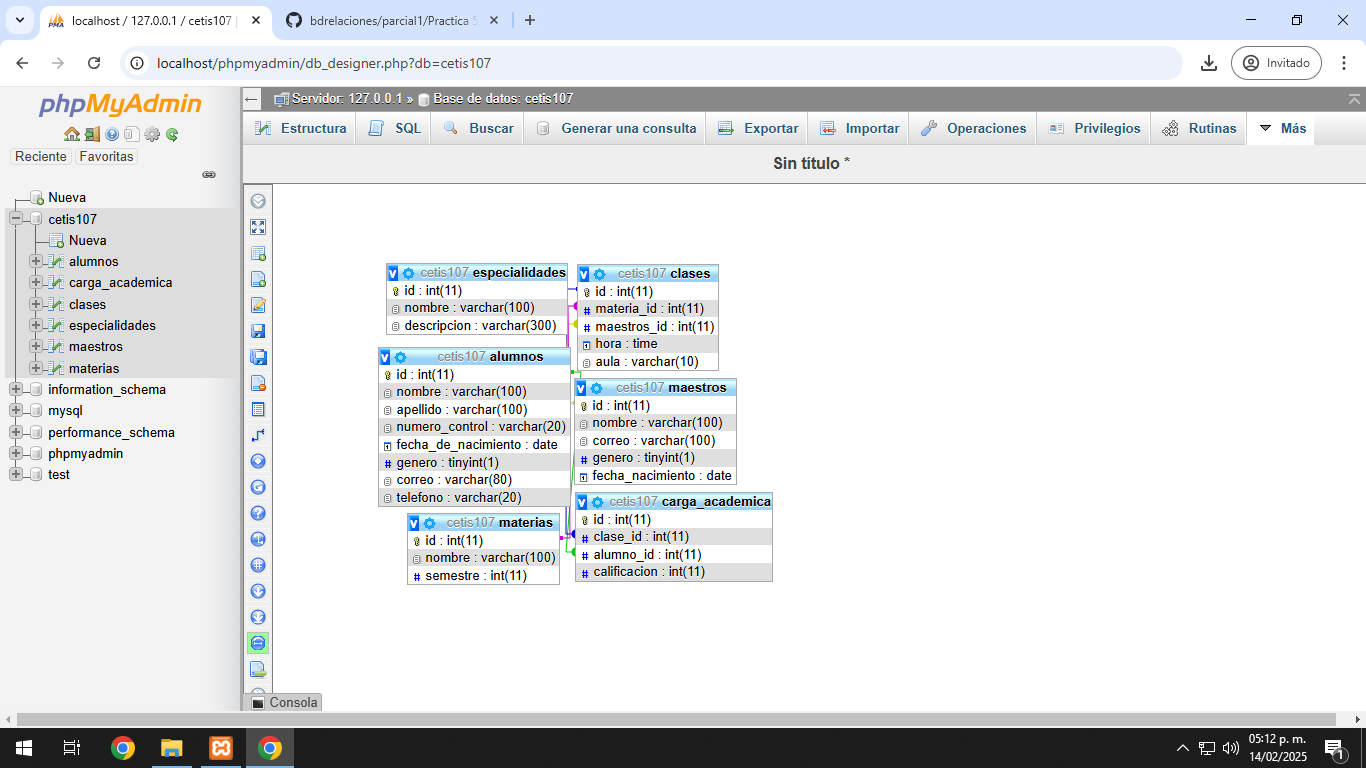 localhost / 127.0.0.1 / cetis107
bdrelaciones/parcial1/Practica
localhost/phpmyadmin/db_designer.php?db=cetis107
Invitado
phpMyAdmin
Reciente Favoritas
Nueva
cetis107
Nueva
alumnos
carga_academica
clases
especialidades
maestros
materias
information_schema
mysql
performance_schema
phpmyadmin
test
Servidor: 127.0.0.1 » Base de datos: cetis107
Estructura SQL Buscar Generar una consulta Exportar Importar Operaciones Privilegios Rutinas Más
Sin título *
v cetis107 especialidades
id : int(11)
nombre : varchar(100)
descripcion : varchar(300)
v cetis107 clases
id : int(11)
# materia_id : int(11)
# maestros_id : int(11)
hora : time
aula : varchar(10)
v cetis107 alumnos
id : int(11)
nombre : varchar(100)
apellido : varchar(100)
numero_control : varchar(20)
fecha_de_nacimiento : date
# genero : tinyint(1)
correo : varchar(80)
telefono : varchar(20)
v cetis107 maestros
id : int(11)
nombre : varchar(100)
correo : varchar(100)
# genero : tinyint(1)
fecha_nacimiento : date
v cetis107 materias
id : int(11)
nombre : varchar(100)
# semestre : int(11)
v cetis107 carga_academica
id : int(11)
# clase_id : int(11)
# alumno_id : int(11)
# calificacion : int(11)
Consola
05:12 p. m.
14/02/2025
1